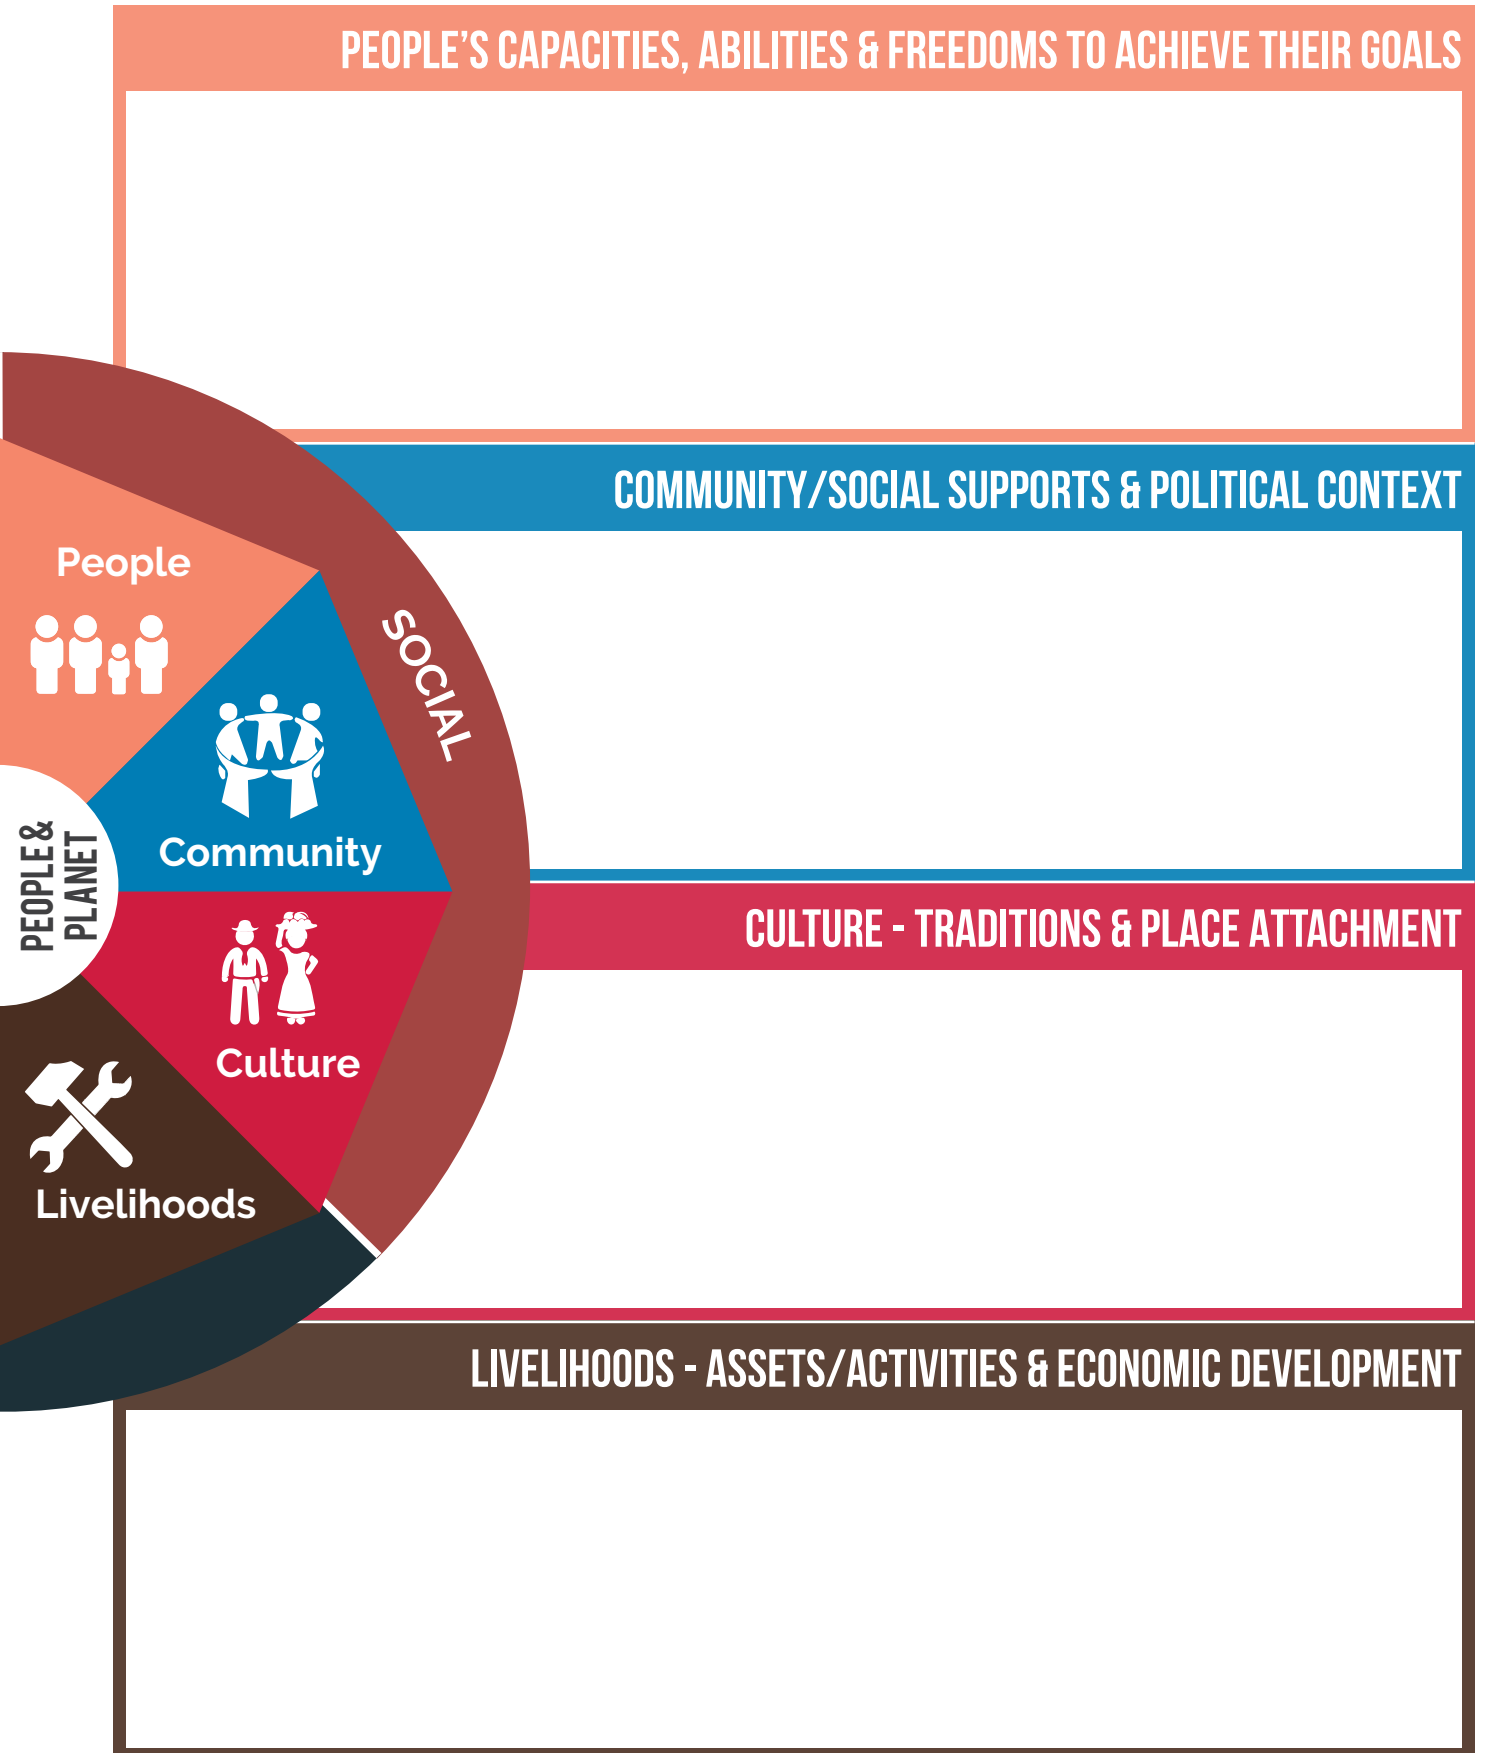 PEOPLE'S CAPACITIES, ABILITIES & FREEDOMS TO ACHIEVE THEIR GOALS
COMMUNITY/SOCIAL SUPPORTS & POLITICAL CONTEXT
People
SOCIAL
Community
PEOPLE &
PLANET
CULTURE - TRADITIONS & PLACE ATTACHMENT
Culture
Livelihoods
LIVELIHOODS - ASSETS/ACTIVITIES & ECONOMIC DEVELOPMENT